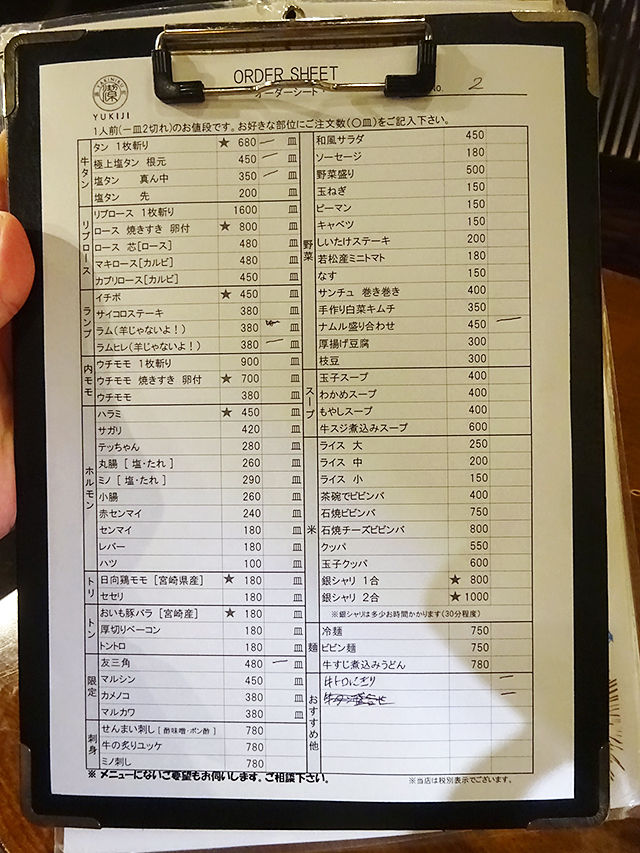 ORDER SHEET
オーダーシート
YUKIJI
No. 2
1人前(一皿2切れ)のお値段です。お好きな部位にご注文数(〇皿)をご記入下さい。
牛タン
タン 1枚斬り ★ 680 一 皿
極上塩タン 根元 450 一 皿
塩タン 真ん中 350 一 皿
塩タン 先 200 皿
リブロース
リブロース 1枚斬り 1600 皿
ロース 焼きすき 卵付 ★ 800 皿
ロース 芯[ロース] 480 皿
マキロース[カルビ] 480 皿
カブリロース[カルビ] 450 皿
ランプ
イチボ ★ 450 皿
サイコロステーキ 380 皿
ラム(羊じゃないよ!) 380 皿
ラムヒレ(羊じゃないよ!) 380 一 皿
内モモ
ウチモモ 1枚斬り 900 皿
ウチモモ 焼きすき 卵付 ★ 700 皿
ウチモモ 380 皿
ホルモン
ハラミ ★ 450 皿
サガリ 420 皿
テッちゃん 280 皿
丸腸 [ 塩・たれ ] 260 皿
ミノ [ 塩・たれ ] 290 皿
小腸 260 皿
赤センマイ 240 皿
センマイ 180 皿
レバー 180 皿
ハツ 100 皿
トリ
日向鶏モモ [宮崎県産] ★ 180 皿
セセリ 180 皿
トン
おいも豚バラ [宮崎産] ★ 180 皿
厚切りベーコン 180 皿
トントロ 180 皿
限定
友三角 480 一 皿
マルシン 450 皿
カメノコ 380 皿
マルカワ 380 皿
刺身
せんまい刺し [ 酢味噌・ポン酢 ] 780
牛の炙りユッケ 780
ミノ刺し 780
野菜
和風サラダ 450
ソーセージ 180
野菜盛り 500
玉ねぎ 150
ピーマン 150
キャベツ 150
しいたけステーキ 200
若松産ミニトマト 180
なす 150
サンチュ 巻き巻き 400
手作り白菜キムチ 350
ナムル盛り合わせ 450 一
厚揚げ豆腐 300
枝豆 300
スープ
玉子スープ 400
わかめスープ 400
もやしスープ 400
牛スジ煮込みスープ 600
米
ライス 大 250
ライス 中 200
ライス 小 150
茶碗でビビンバ 400
石焼ビビンバ 750
石焼チーズビビンバ 800
クッパ 550
玉子クッパ 600
銀シャリ 1合 ★ 800
銀シャリ 2合 ★ 1000
※銀シャリは多少お時間かかります(30分程度)
麺
冷麺 750
ビビン麺 750
牛すじ煮込みうどん 780
おすすめ他
牛トロにぎり 一
牛タン盛合せ 一
※ メニューにないご要望もお伺いします。ご相談下さい。
※当店は税別表示でございます。